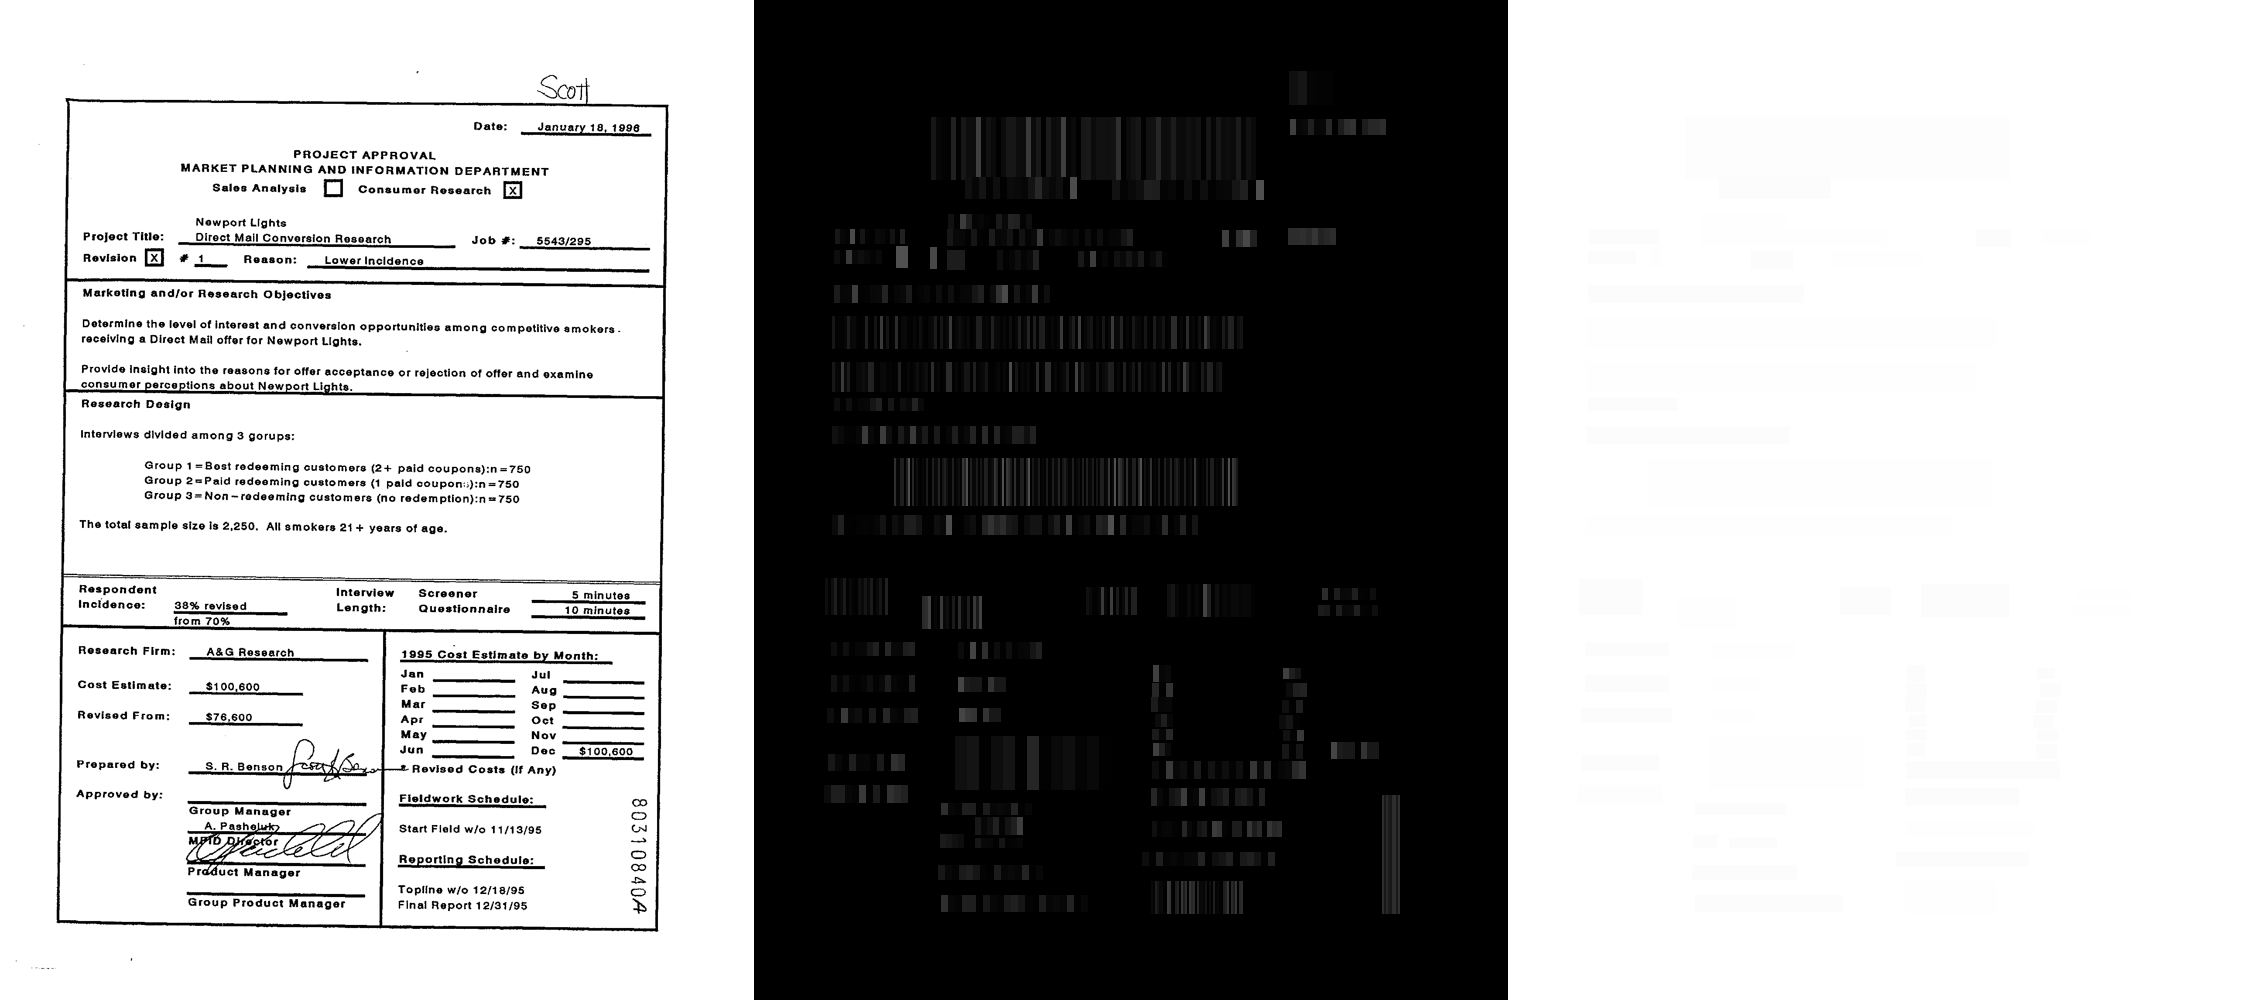 Scott
Date: January 18, 1996
PROJECT APPROVAL
MARKET PLANNING AND INFORMATION DEPARTMENT
Sales Analysis Consumer Research X
Newport Lights
Project Title: Direct Mail Conversion Research Job #: 5543/295
Revision X # 1 Reason: Lower Incidence
Marketing and/or Research Objectives
Determine the level of interest and conversion opportunities among competitive smokers
receiving a Direct Mail offer for Newport Lights.
Provide insight into the reasons for offer acceptance or rejection of offer and examine
consumer perceptions about Newport Lights.
Research Design
Interviews divided among 3 gorups:
Group 1=Best redeeming customers (2+ paid coupons):n=750
Group 2=Paid redeeming customers (1 paid coupons):n=750
Group 3=Non-redeeming customers (no redemption):n=750
The total sample size is 2,250. All smokers 21+ years of age.
Respondent Interview Screener 5 minutes
Incidence: 38% revised Length: Questionnaire 10 minutes
from 70%
Research Firm: A&G Research
Cost Estimate: $100,600
Revised From: $76,600
Prepared by: S. R. Benson
Approved by:
Group Manager
A. Pasheluk
MPID Director
Product Manager
Group Product Manager
1995 Cost Estimate by Month:
Jan Jul
Feb Aug
Mar Sep
Apr Oct
May Nov
Jun Dec $100,600
* Revised Costs (If Any)
Fieldwork Schedule:
Start Field w/o 11/13/95
Reporting Schedule:
Topline w/o 12/18/95
Final Report 12/31/95
80310840A